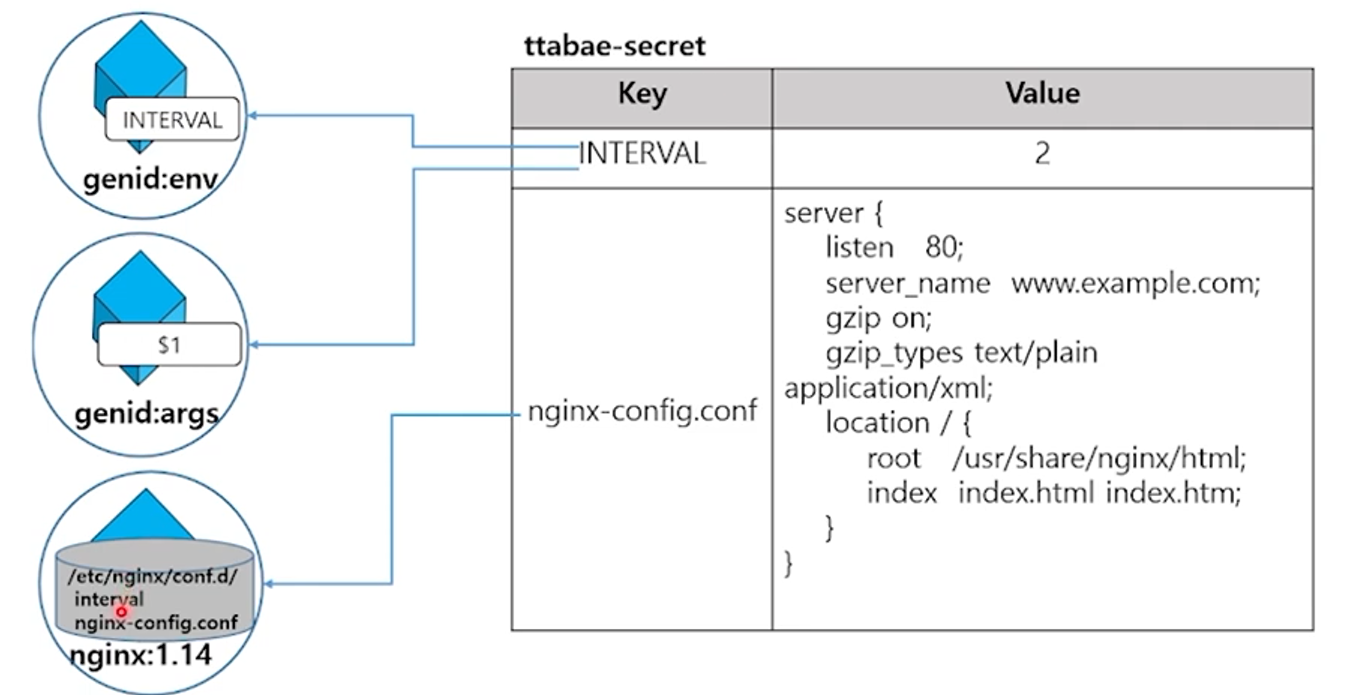 ttabae-secret
Key Value
INTERVAL 2
nginx-config.conf
server {
listen 80;
server_name www.example.com;
gzip on;
gzip_types text/plain
application/xml;
location / {
root /usr/share/nginx/html;
index index.html index.htm;
}
}
INTERVAL
genid:env
$1
genid:args
/etc/nginx/conf.d/
interval
nginx-config.conf
nginx:1.14